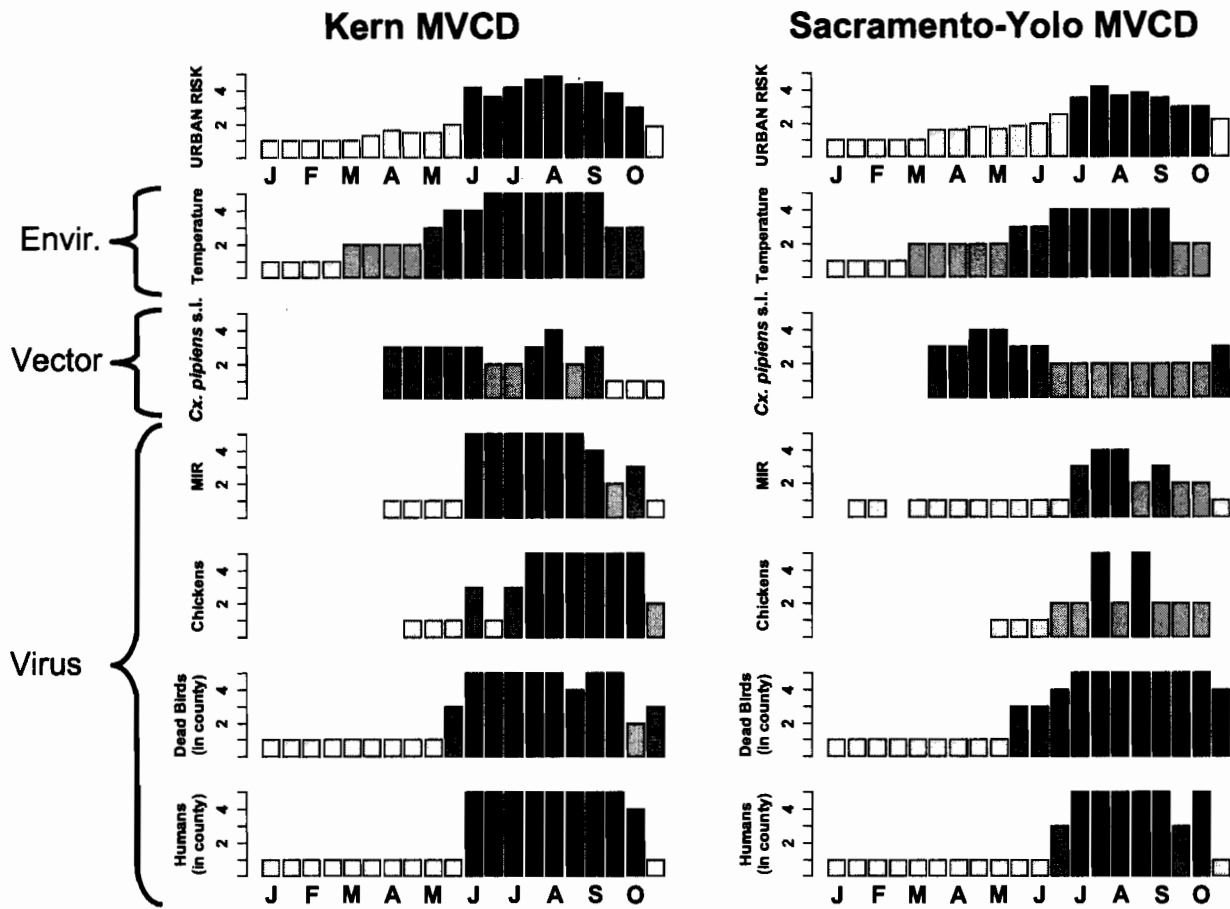 Kern MVCD
Sacramento-Yolo MVCD
URBAN RISK
2 4
J F M A M J J A S O
URBAN RISK
2 4
J F M A M J J A S O
Envir.
Temperature
2 4
Temperature
2 4
Vector
Cx. pipiens s.l.
2 4
Cx. pipiens s.l.
2 4
Virus
MIR
2 4
MIR
2 4
Chickens
2 4
Chickens
2 4
Dead Birds
(in county)
2 4
Dead Birds
(in county)
2 4
Humans
(in county)
2 4
J F M A M J J A S O
Humans
(in county)
2 4
J F M A M J J A S O